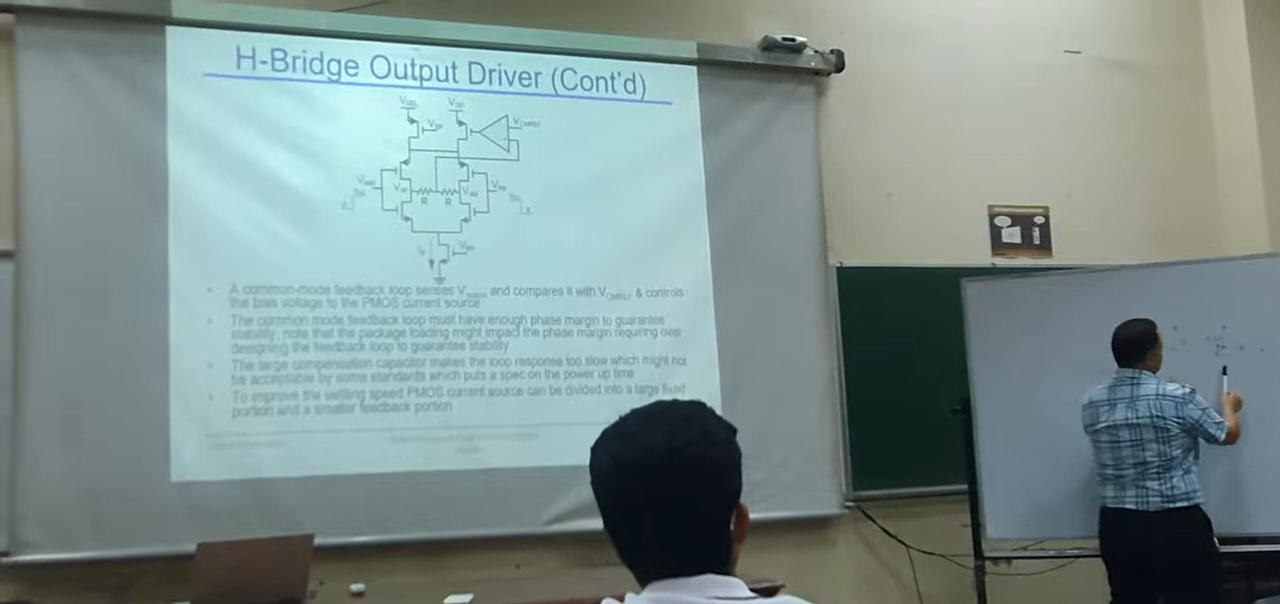 H-Bridge Output Driver (Cont'd)
V_DD V_DD
V_CMREF
R R
• A common-mode feedback loop senses and compares it with V_CMREF & controls
the bias voltage to the PMOS current source
• The common mode feedback loop must have enough phase margin to guarantee
stability, note that the package loading might impact the phase margin requiring over
designing the feedback loop to guarantee stability
• The large compensation capacitor makes the loop response too slow which might not
be acceptable by some standards which puts a spec on the power up time
• To improve the settling speed PMOS current source can be divided into a large fixed
portion and a smaller feedback portion